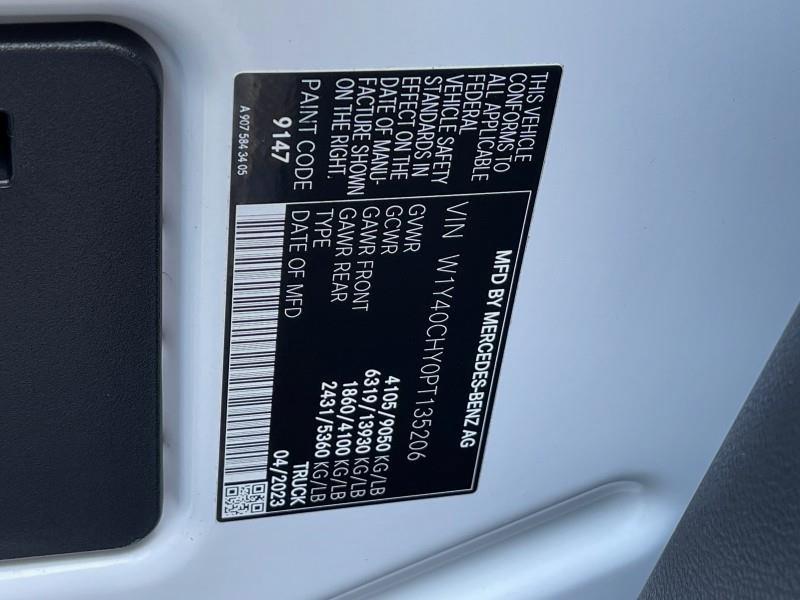 MFD BY MERCEDES-BENZ AG
VIN W1Y40CHY0PT135206
GVWR 4105/9050 KG/LB
GCWR 6319/13930 KG/LB
GAWR FRONT 1860/4100 KG/LB
GAWR REAR 2431/5360 KG/LB
TYPE TRUCK
DATE OF MFD 04/2023
THIS VEHICLE
CONFORMS TO
ALL APPLICABLE
FEDERAL
VEHICLE SAFETY
STANDARDS IN
EFFECT ON THE
DATE OF MANU-
FACTURE SHOWN
ON THE RIGHT.
PAINT CODE
9147
A 907 584 34 05